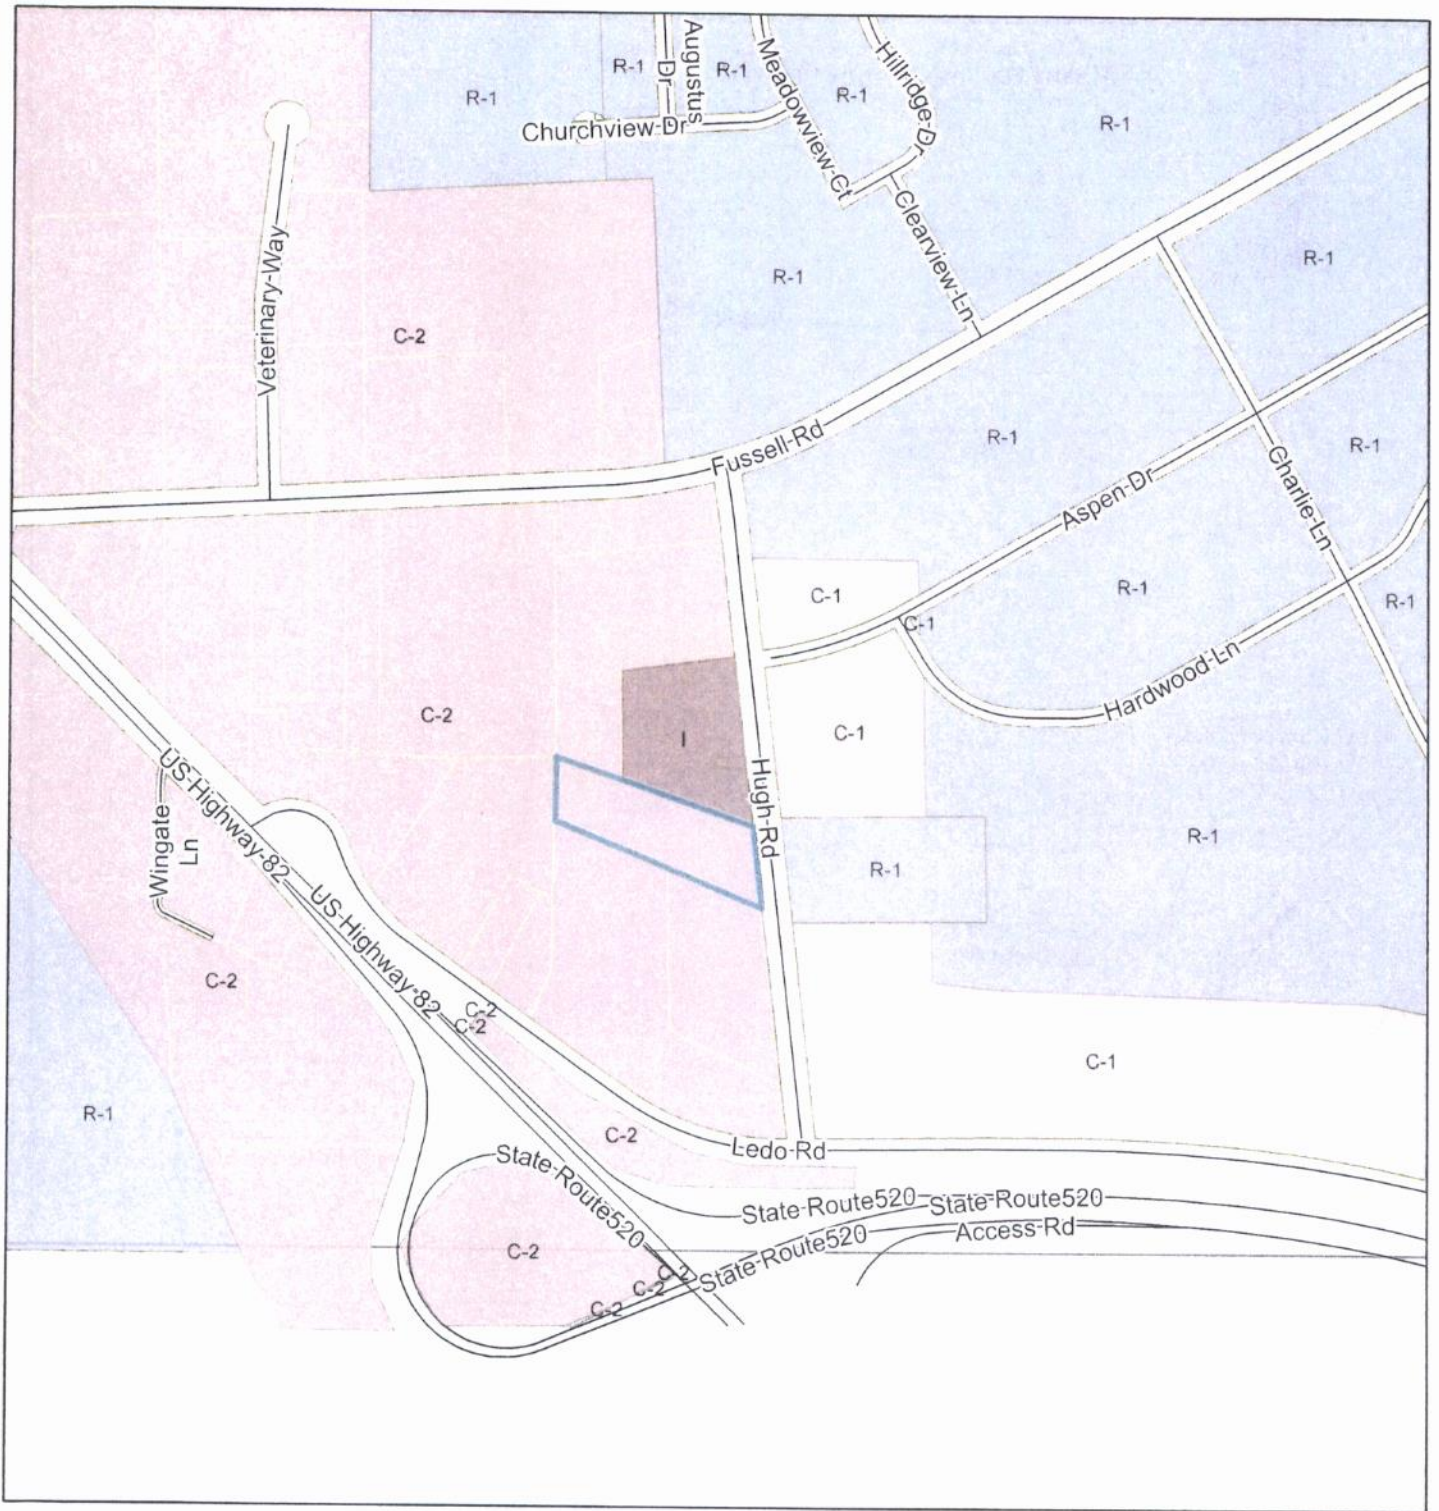 R-1
R-1
Augustus
Dr
R-1
Meadowview-Ct
R-1
Hillridge-Dr
R-1
Churchview-Dr
Clearview-Ln
R-1
R-1
Veterinary-Way
C-2
Fussell-Rd
R-1
R-1
Aspen-Dr
Charlie-Ln
C-1
C-1
R-1
R-1
Hardwood-Ln
C-2
I
C-1
Hugh-Rd
US-Highway-82
Wingate
Ln
R-1
R-1
US-Highway-82
C-2
C-2
C-2
C-1
R-1
C-2
Ledo-Rd
State-Route520
State-Route520
State-Route520
Access-Rd
State-Route520
C-2
C-2
C-2
C-2